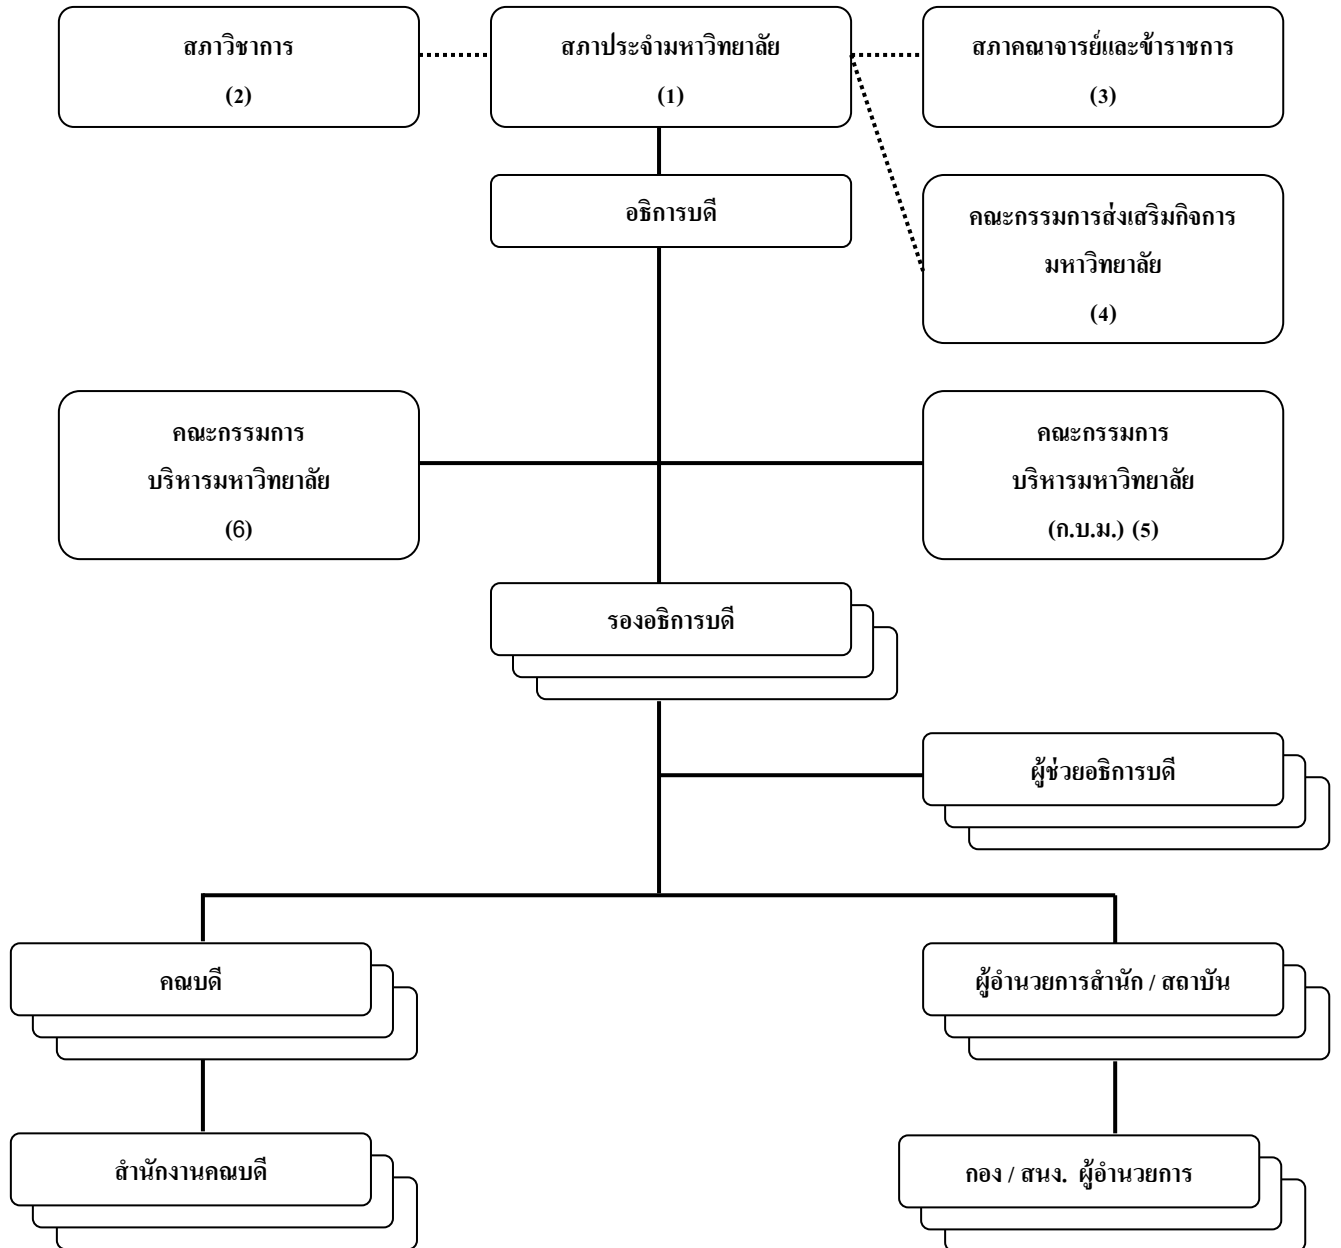 สภาวิชาการ
(2)
สภาประจำมหาวิทยาลัย
(1)
สภาคณาจารย์และข้าราชการ
(3)
อธิการบดี
คณะกรรมการส่งเสริมกิจการ
มหาวิทยาลัย
(4)
คณะกรรมการ
บริหารมหาวิทยาลัย
(6)
คณะกรรมการ
บริหารมหาวิทยาลัย
(ก.บ.ม.) (5)
รองอธิการบดี
ผู้ช่วยอธิการบดี
คณบดี
ผู้อำนวยการสำนัก / สถาบัน
สำนักงานคณบดี
กอง / สนง. ผู้อำนวยการ